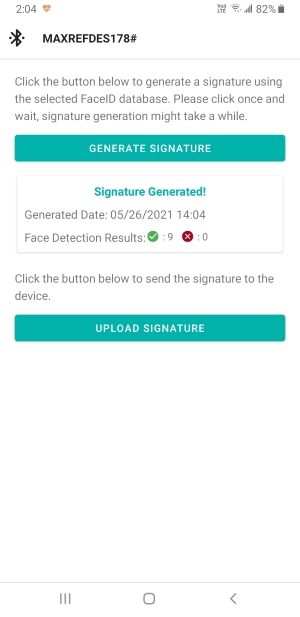 2:04
82%
MAXREFDES178#
Click the button below to generate a signature using
the selected FaceID database. Please click once and
wait, signature generation might take a while.
GENERATE SIGNATURE
Signature Generated!
Generated Date: 05/26/2021 14:04
Face Detection Results: : 9 : 0
Click the button below to send the signature to the
device.
UPLOAD SIGNATURE